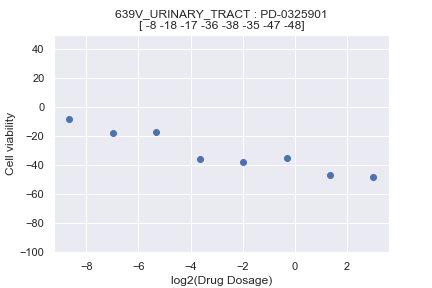 639V_URINARY_TRACT : PD-0325901
[ -8 -18 -17 -36 -38 -35 -47 -48]
40
20
0
−20
−40
−60
−80
−100
Cell viability
−8 −6 −4 −2 0 2
log2(Drug Dosage)